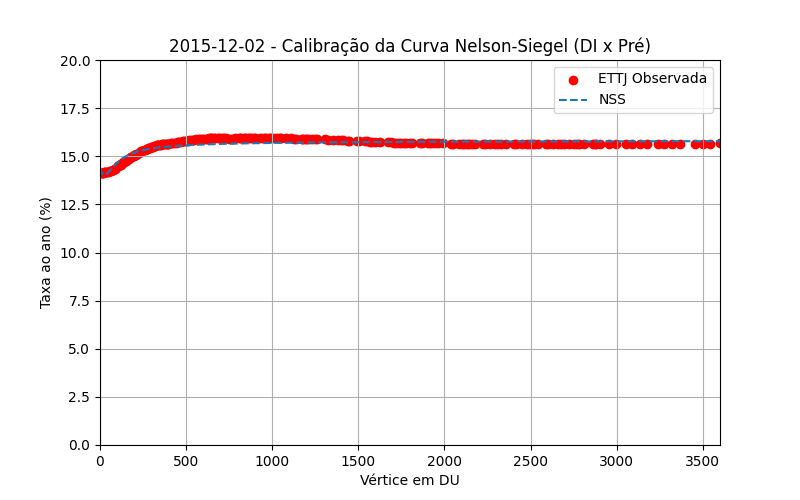 2015-12-02 - Calibração da Curva Nelson-Siegel (DI x Pré)
ETTJ Observada
NSS
20.0
17.5
15.0
12.5
10.0
7.5
5.0
2.5
0.0
Taxa ao ano (%)
0 500 1000 1500 2000 2500 3000 3500
Vértice em DU